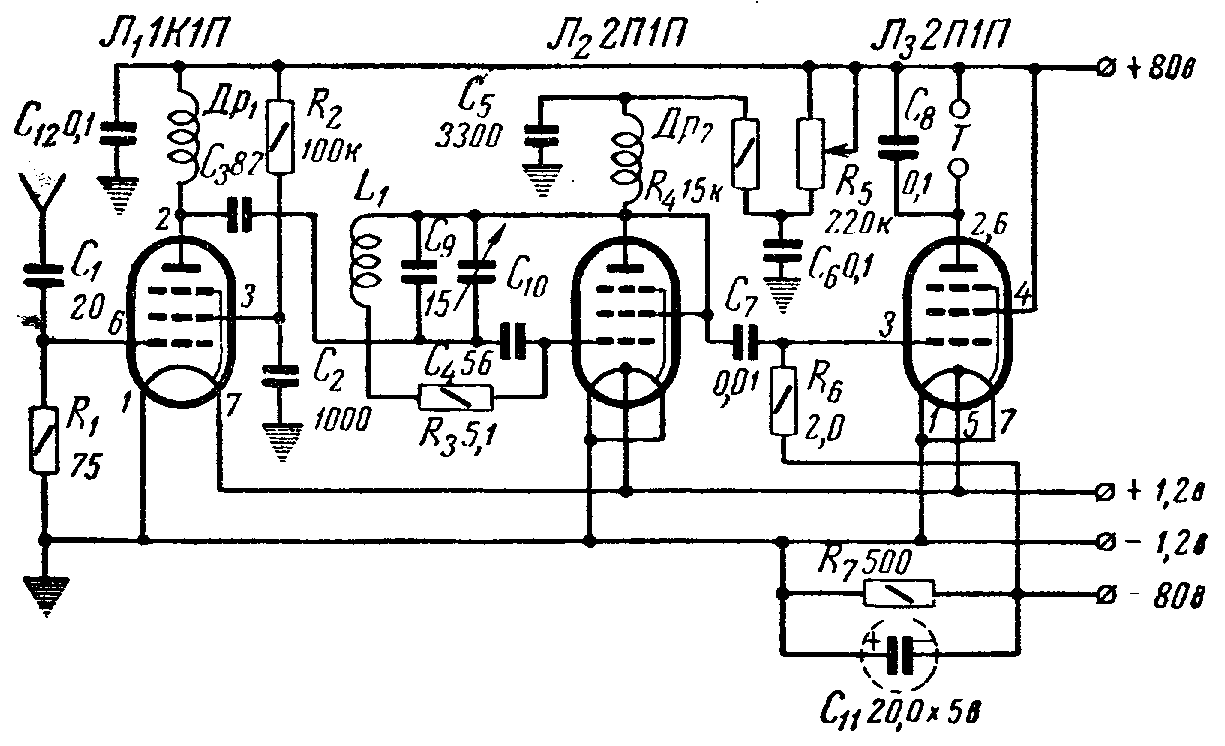 Л₁ 1К1П
Л₂ 2П1П
Л₃ 2П1П
+ 80в
C₁₂ 0,1
Др₁
R₂
100к
C₃ 82
C₅
3300
Др₂
R₄ 15к
R₅
220к
C₈
0,1
Т
2
L₁
C₉
15
C₁₀
C₆ 0,1
2,6
C₁
20
6
3
C₇
0,01
3
4
C₂
1000
C₄ 56
R₃ 5,1
R₆
2,0
1
7
1
5
7
R₁
75
+ 1,2в
- 1,2в
R₇ 500
- 80в
+
−
C₁₁ 20,0 × 5в